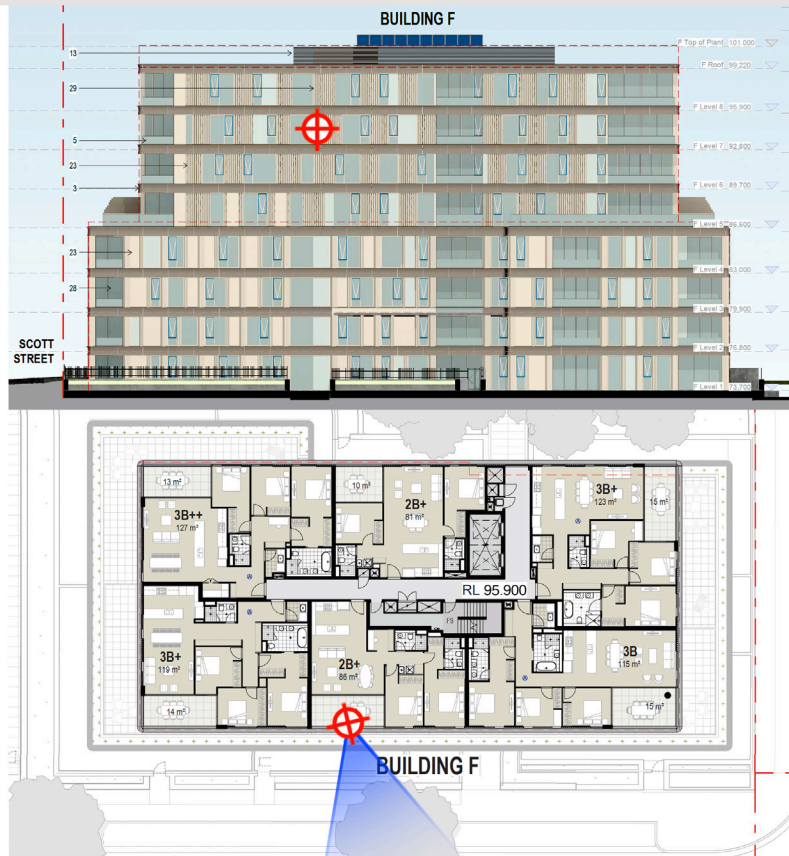 BUILDING F
F Top of Plant 101.000
13
F Roof 99,220
29
F Level 8 95,900
5
F Level 7 92,800
23
3
F Level 6 89,700
F Level 5 86,600
23
F Level 4 83,000
28
F Level 3 79,900
SCOTT
STREET
F Level 2 76,800
F Level 1 73,700
13 m²
3B++
127 m²
10 m²
2B+
81 m²
3B+
123 m²
15 m²
RL 95.900
FS
3B+
119 m²
2B+
86 m²
3B
115 m²
14 m²
15 m²
BUILDING F